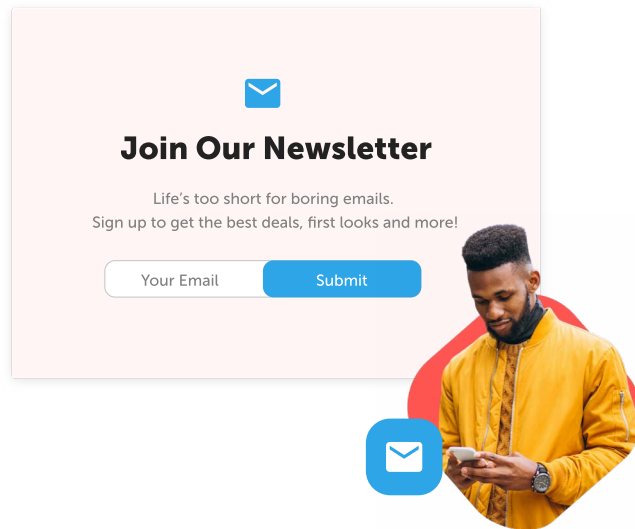 Join Our Newsletter
Life's too short for boring emails.
Sign up to get the best deals, first looks and more!
Your Email
Submit